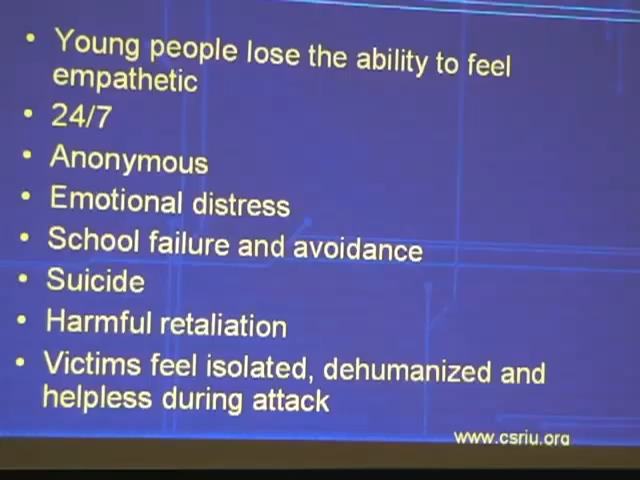 • Young people lose the ability to feel
empathetic
• 24/7
• Anonymous
• Emotional distress
• School failure and avoidance
• Suicide
• Harmful retaliation
• Victims feel isolated, dehumanized and
helpless during attack
www.csriu.org